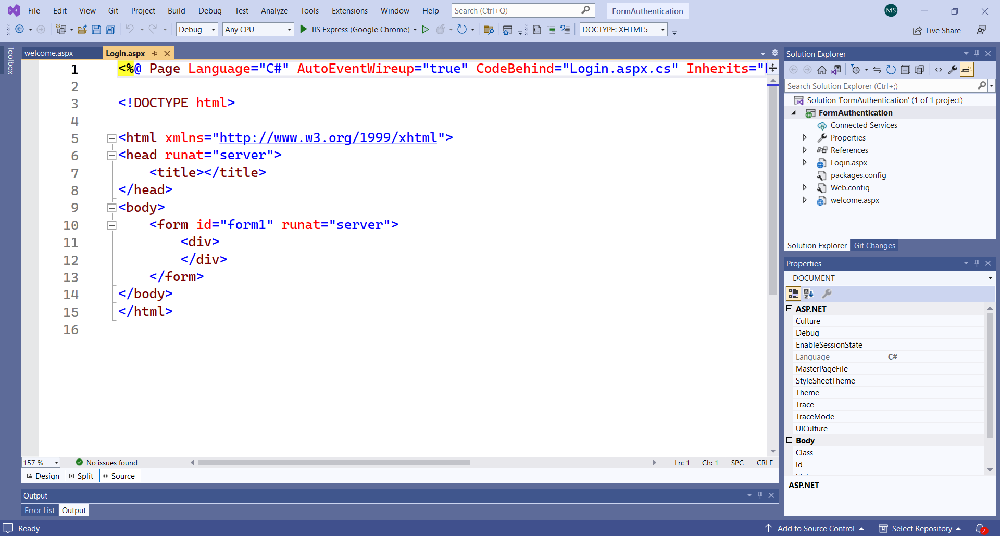 File Edit View Git Project Build Debug Test Analyze Tools Extensions Window Help Search (Ctrl+Q) FormAuthentication MS
Debug Any CPU IIS Express (Google Chrome) DOCTYPE: XHTML5 Live Share
Toolbox
welcome.aspx Login.aspx
1 <%@ Page Language="C#" AutoEventWireup="true" CodeBehind="Login.aspx.cs" Inherits="
2
3 <!DOCTYPE html>
4
5 <html xmlns="http://www.w3.org/1999/xhtml">
6 <head runat="server">
7 <title></title>
8 </head>
9 <body>
10 <form id="form1" runat="server">
11 <div>
12 </div>
13 </form>
14 </body>
15 </html>
16
157 % No issues found Ln: 1 Ch: 1 SPC CRLF
Design Split Source
Output
Error List Output
Solution Explorer
Search Solution Explorer (Ctrl+;)
Solution 'FormAuthentication' (1 of 1 project)
FormAuthentication
Connected Services
Properties
References
Login.aspx
packages.config
Web.config
welcome.aspx
Solution Explorer Git Changes
Properties
DOCUMENT
ASP.NET
Culture
Debug
EnableSessionState
Language C#
MasterPageFile
StyleSheetTheme
Theme
Trace
TraceMode
UICulture
Body
Class
Id
ASP.NET
Ready Add to Source Control Select Repository 2